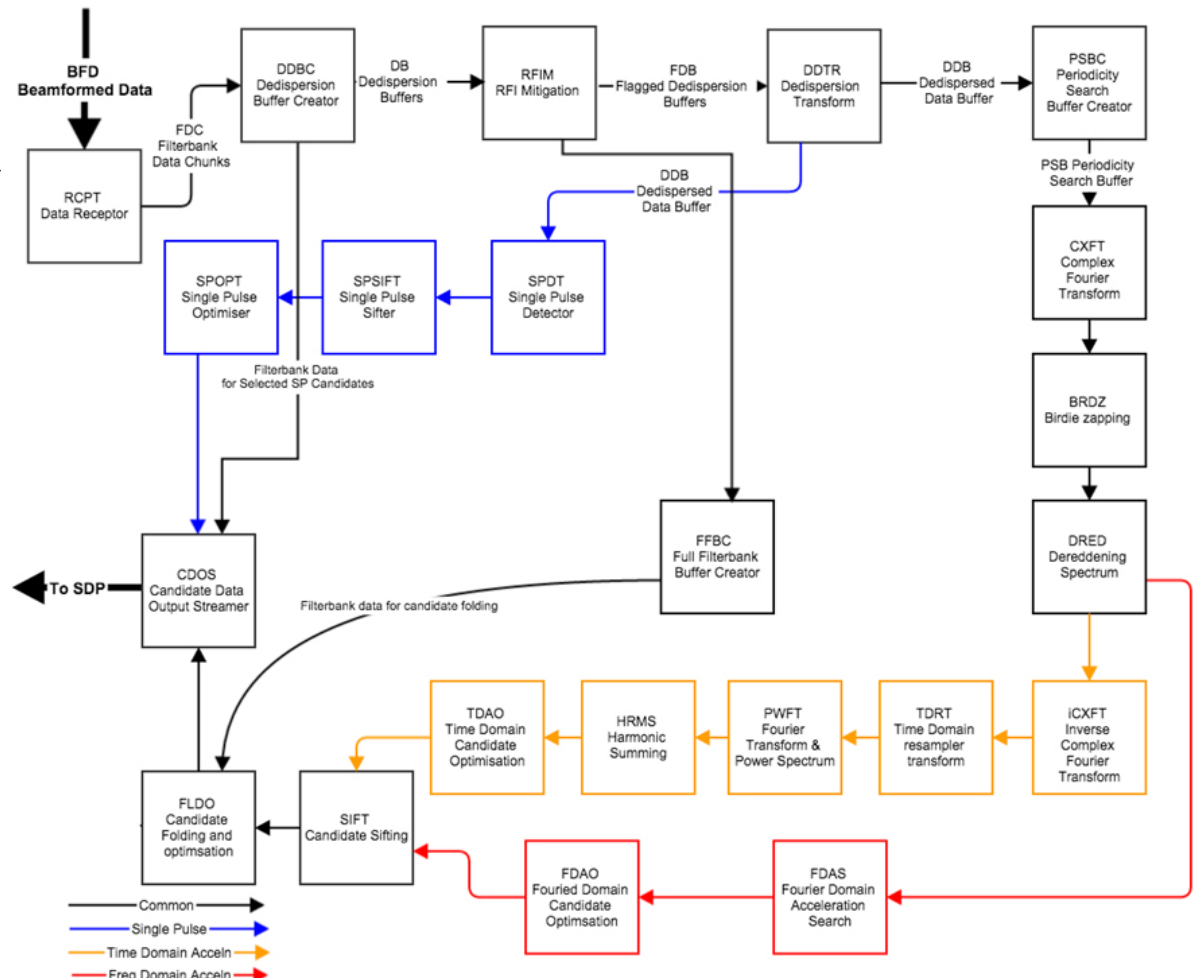 BFD
Beamformed Data
RCPT
Data Receptor
FDC
Filterbank
Data Chunks
DDBC
Dedispersion
Buffer Creator
DB
Dedispersion
Buffers
RFIM
RFI Mitigation
FDB
Flagged Dedispersion
Buffers
DDTR
Dedispersion
Transform
DDB
Dedispersed
Data Buffer
PSBC
Periodicity
Search
Buffer Creator
PSB Periodicity
Search Buffer
DDB
Dedispersed
Data Buffer
SPOPT
Single Pulse
Optimiser
SPSIFT
Single Pulse
Sifter
SPDT
Single Pulse
Detector
CXFT
Complex
Fourier
Transform
Filterbank Data
for Selected SP Candidates
BRDZ
Birdie zapping
CDOS
Candidate Data
Output Streamer
To SDP
FFBC
Full Filterbank
Buffer Creator
DRED
Dereddening
Spectrum
Filterbank data for candidate folding
TDAO
Time Domain
Candidate
Optimisation
HRMS
Harmonic
Summing
PWFT
Fourier
Transform &
Power Spectrum
TDRT
Time Domain
resampler
transform
iCXFT
Inverse
Complex
Fourier
Transform
FLDO
Candidate
Folding and
optimsation
SIFT
Candidate Sifting
FDAO
Fouried Domain
Candidate
Optimsation
FDAS
Fourier Domain
Acceleration
Search
Common
Single Pulse
Time Domain Acceln
Freq Domain Acceln